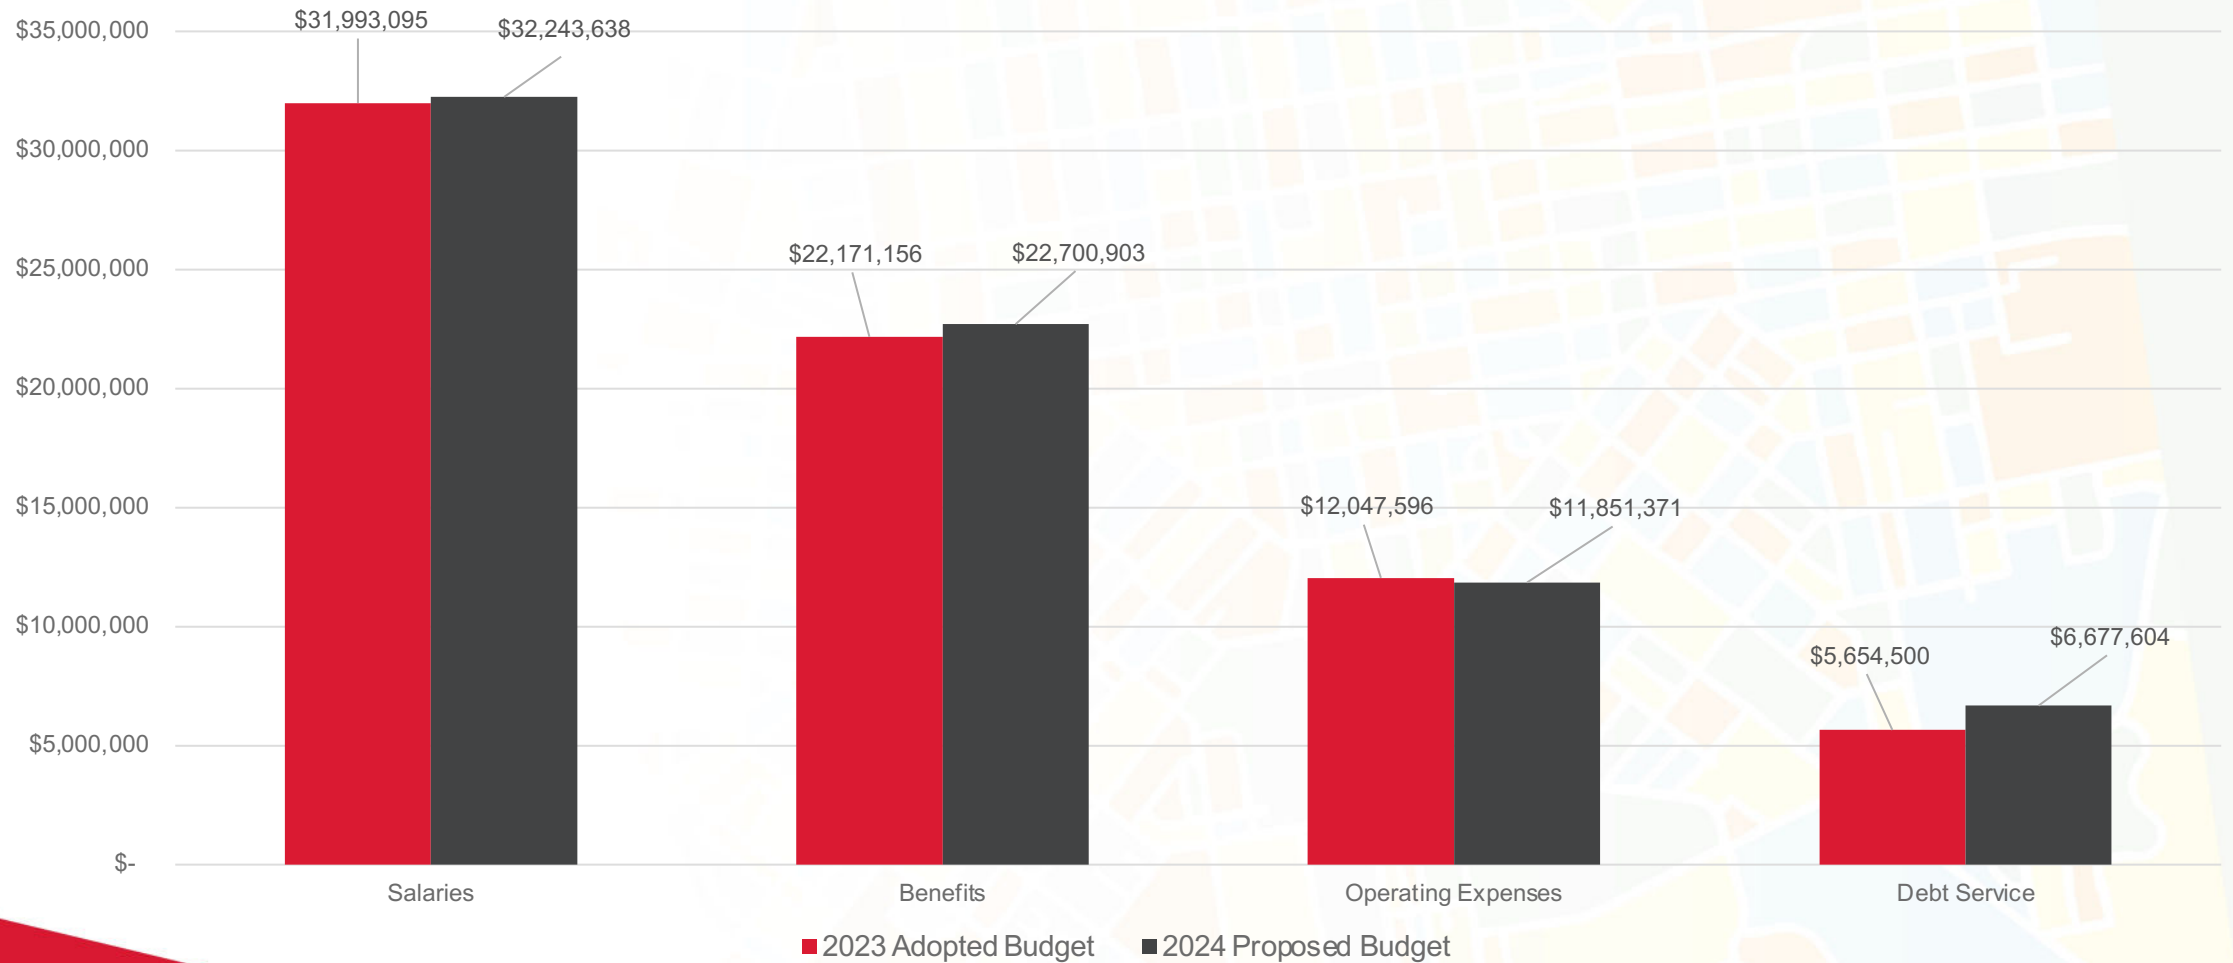 $35,000,000
$30,000,000
$25,000,000
$20,000,000
$15,000,000
$10,000,000
$5,000,000
$-
$31,993,095
$32,243,638
$22,171,156
$22,700,903
$12,047,596
$11,851,371
$5,654,500
$6,677,604
Salaries
Benefits
Operating Expenses
Debt Service
2023 Adopted Budget
2024 Proposed Budget